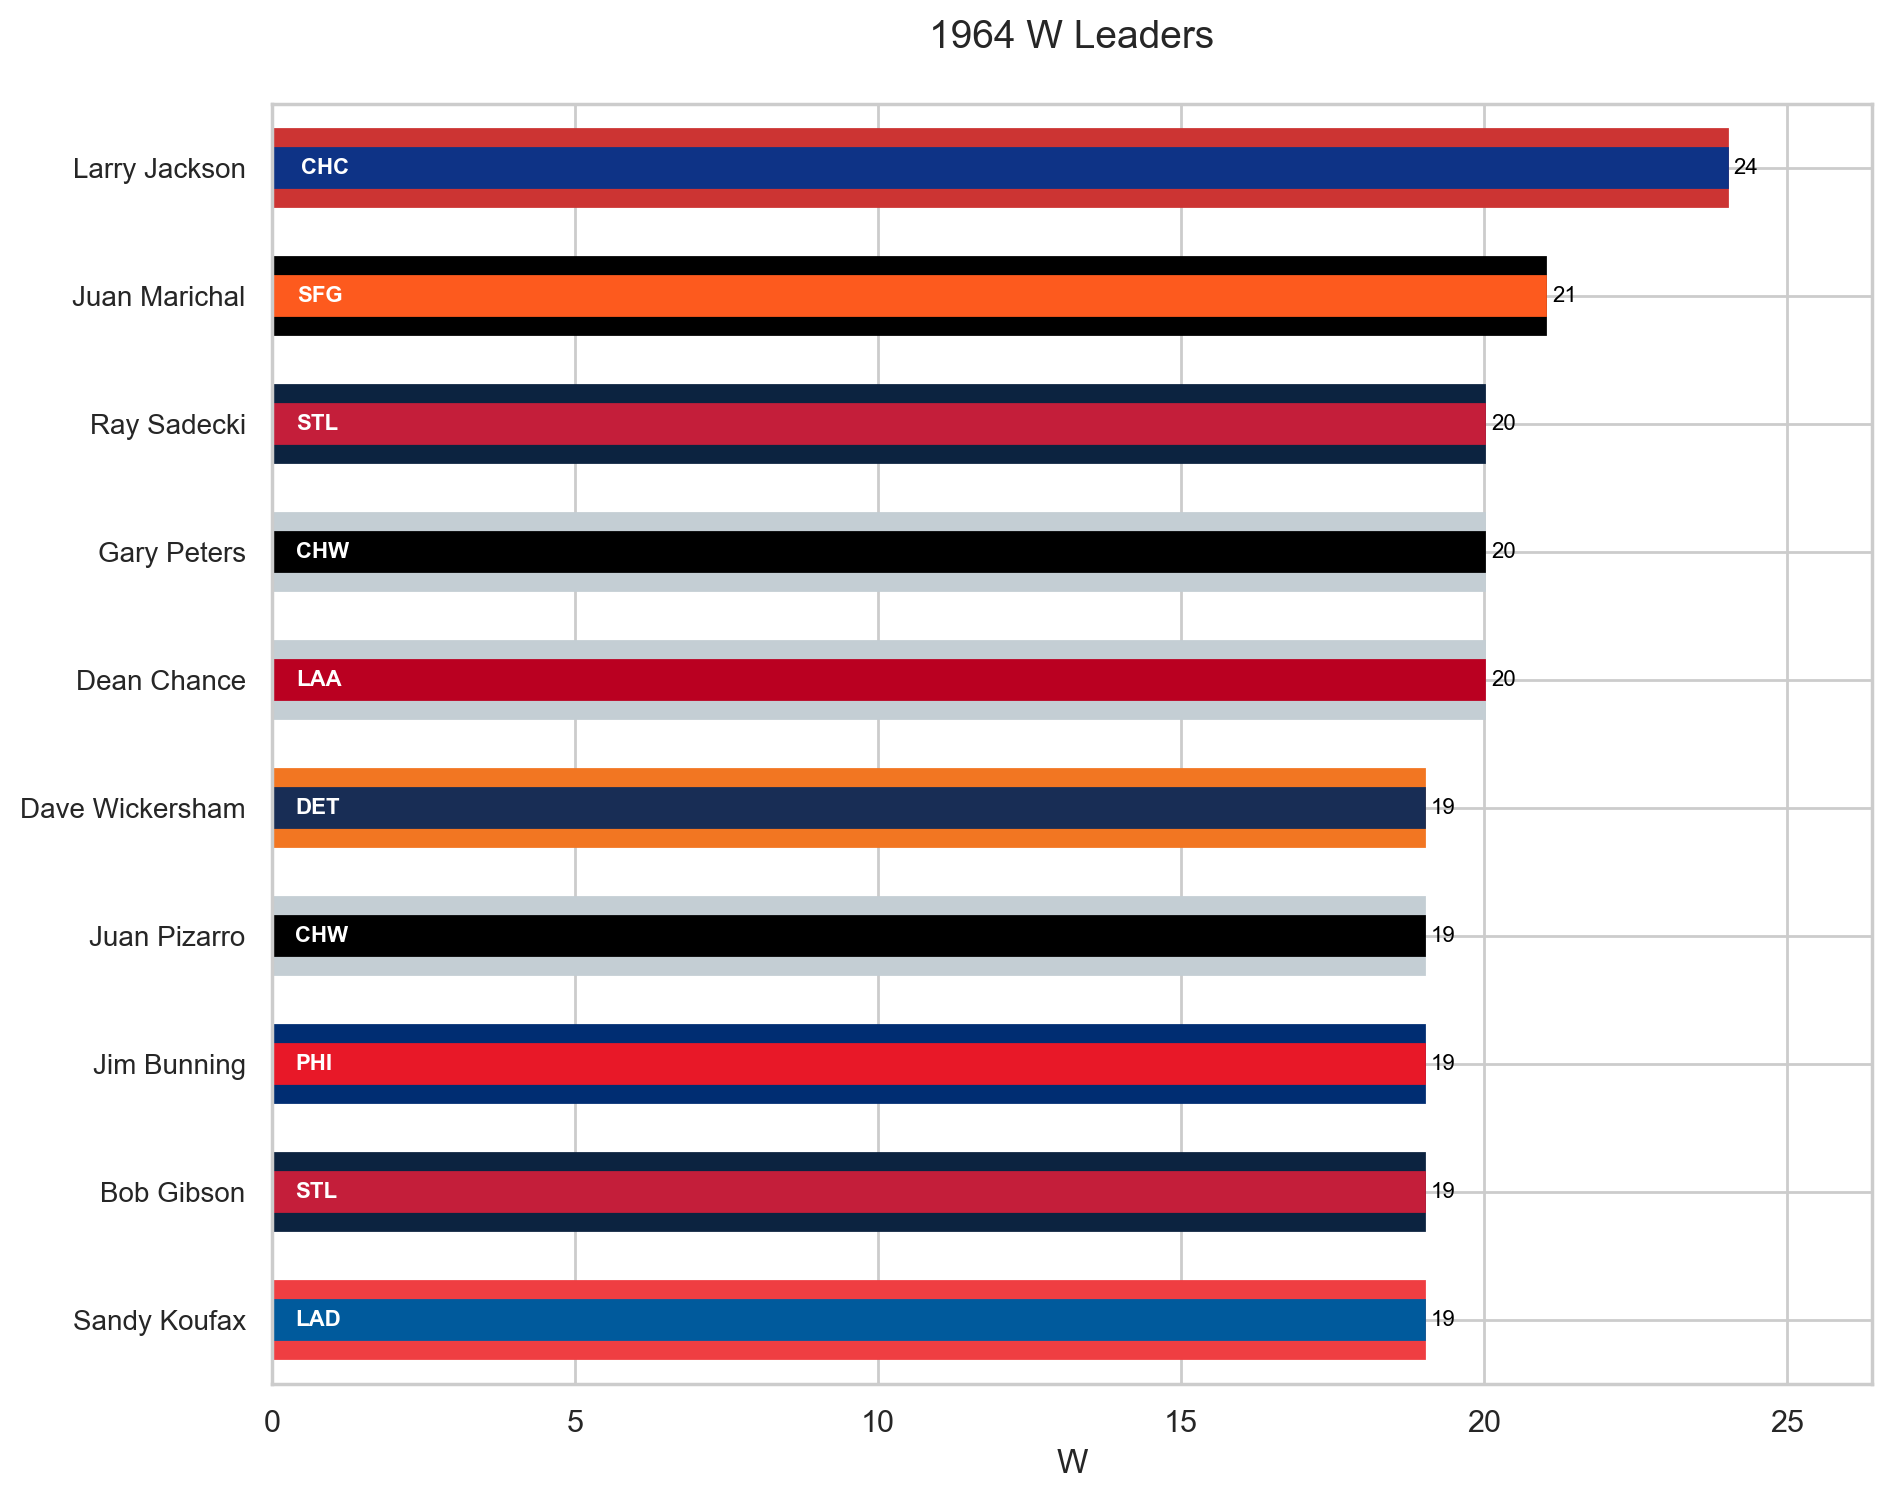 1964 W Leaders
Larry Jackson CHC 24
Juan Marichal SFG 21
Ray Sadecki STL 20
Gary Peters CHW 20
Dean Chance LAA 20
Dave Wickersham DET 19
Juan Pizarro CHW 19
Jim Bunning PHI 19
Bob Gibson STL 19
Sandy Koufax LAD 19
0 5 10 15 20 25
W